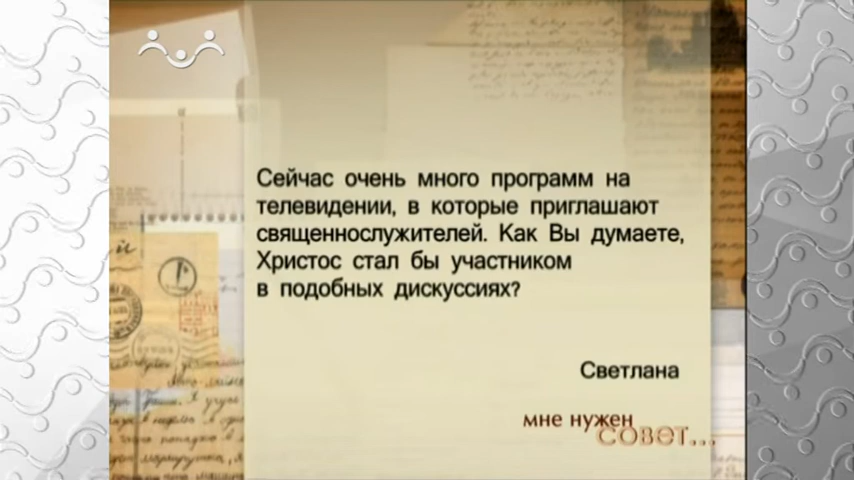 Сейчас очень много программ на
телевидении, в которые приглашают
священнослужителей. Как Вы думаете,
Христос стал бы участником
в подобных дискуссиях?
Светлана
мне нужен
совет...